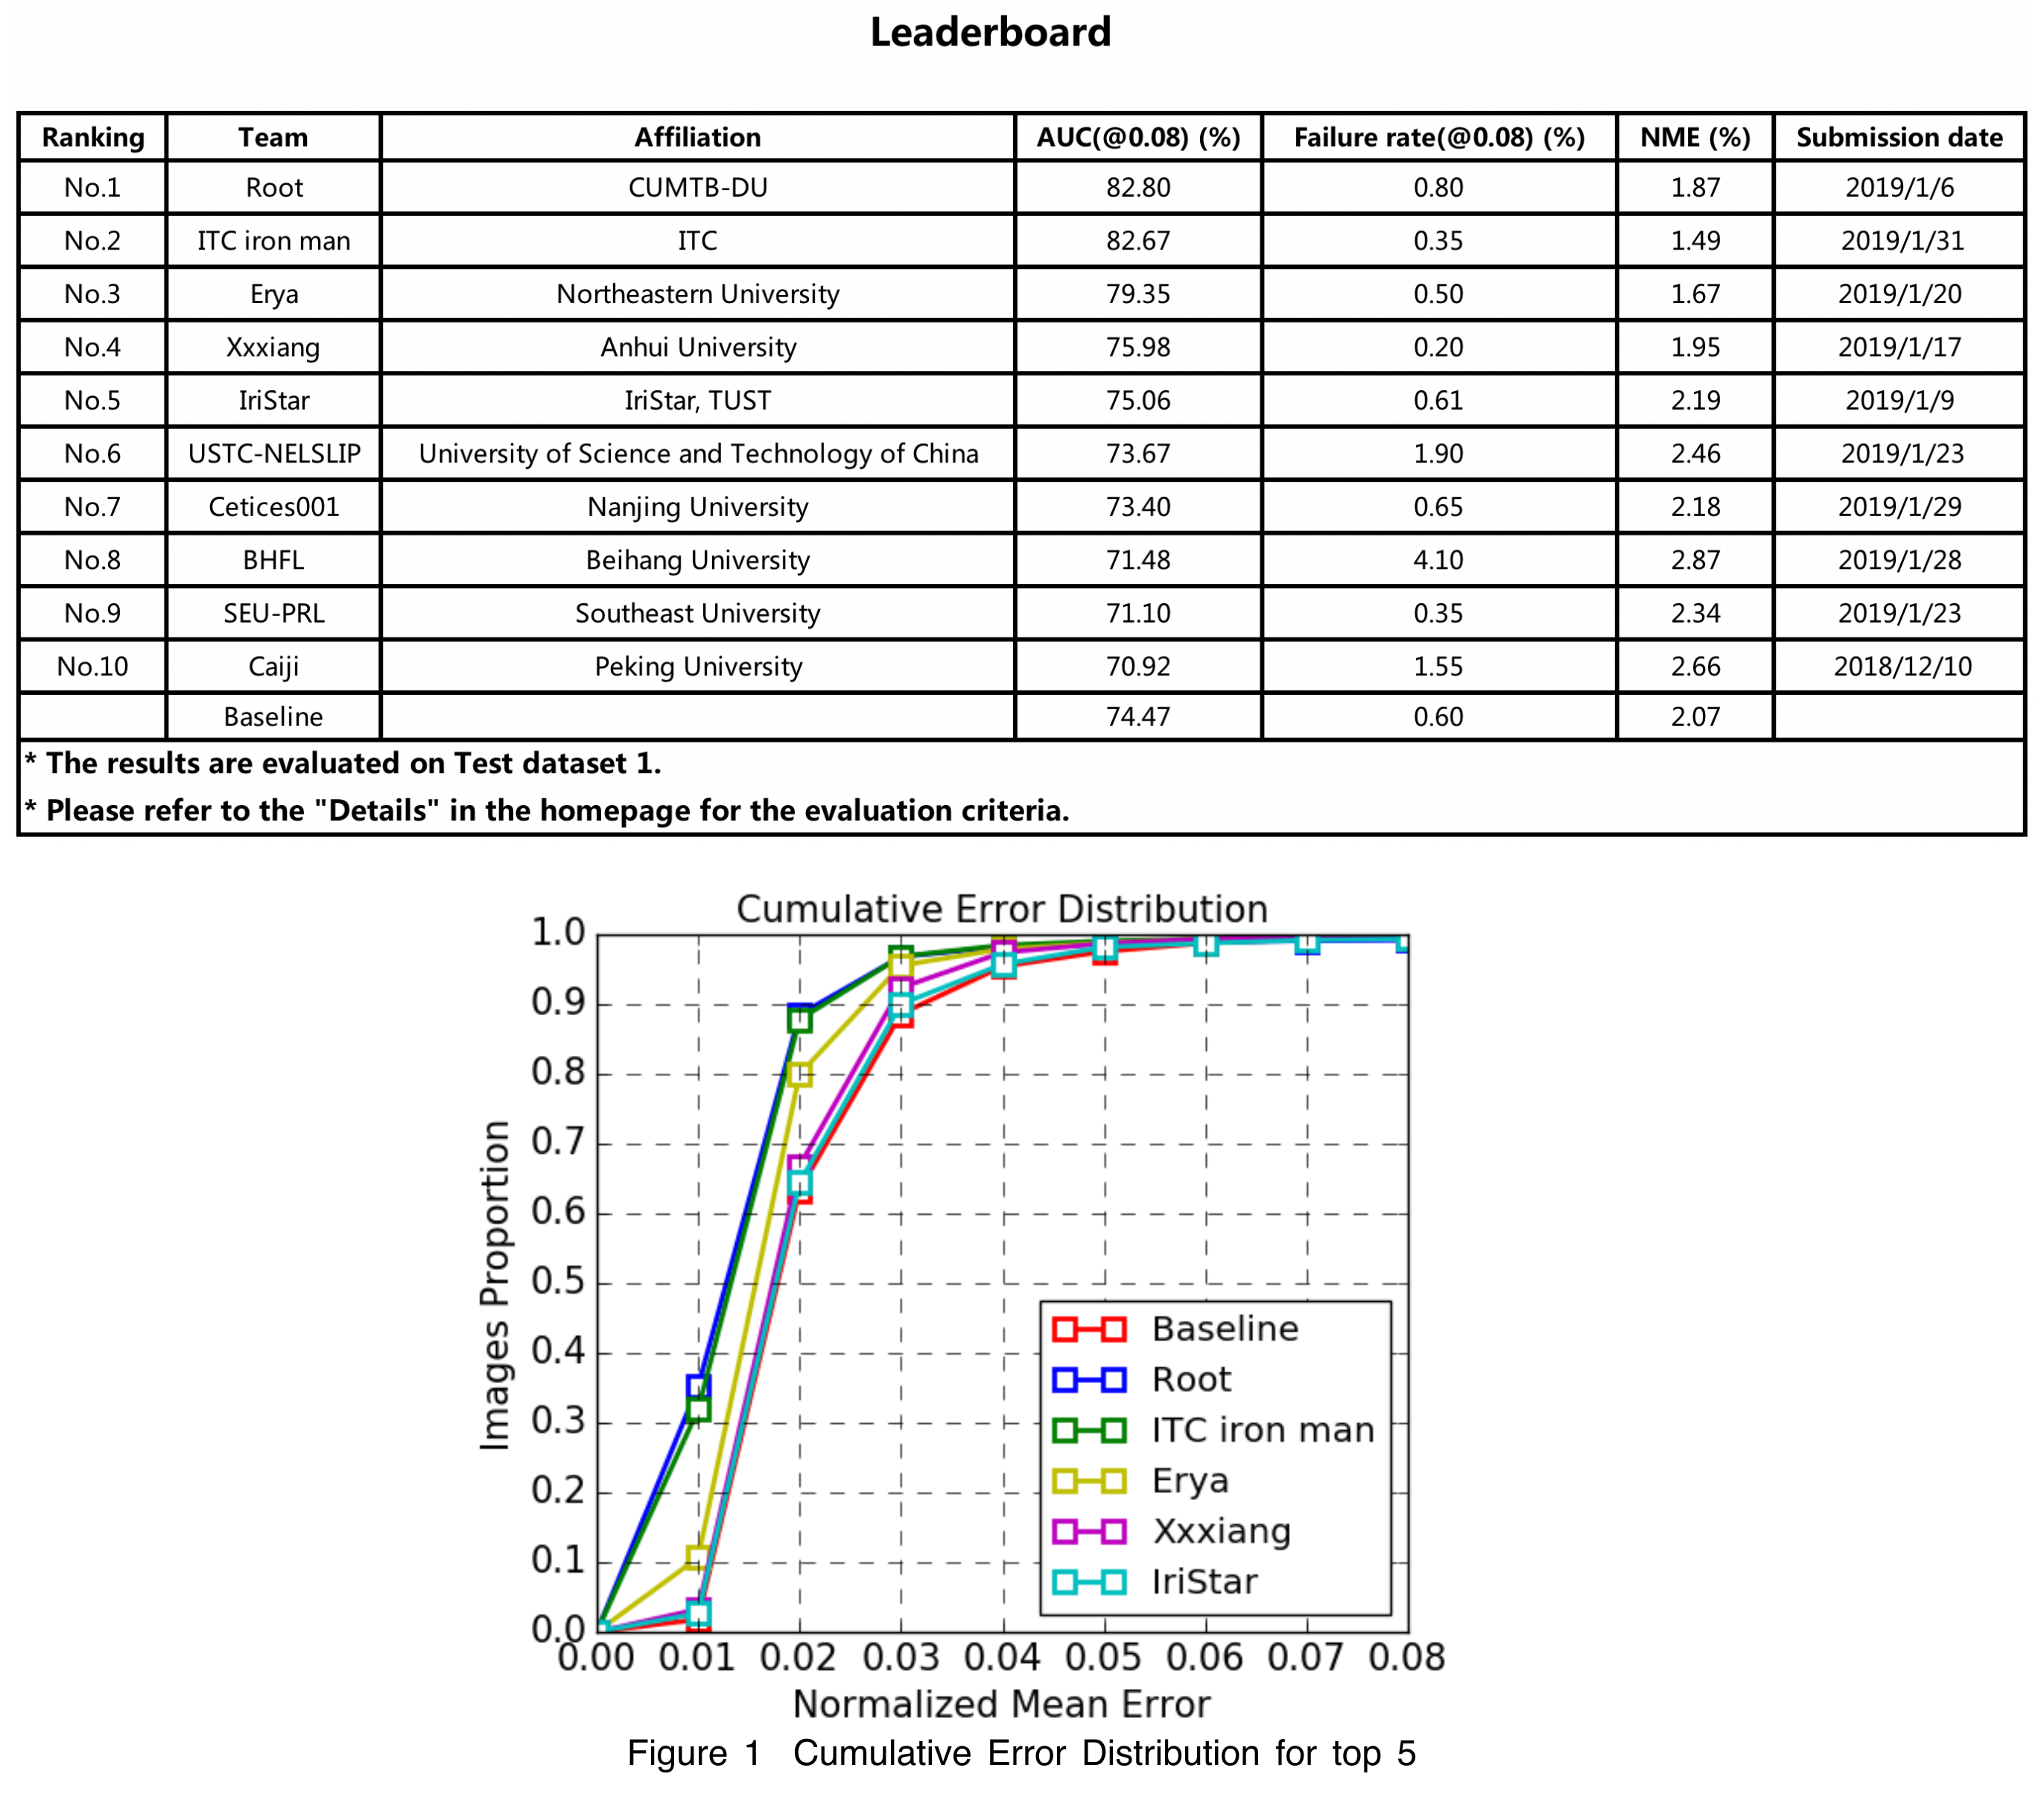 Leaderboard
Ranking Team Affiliation AUC(@0.08) (%) Failure rate(@0.08) (%) NME (%) Submission date
No.1 Root CUMTB-DU 82.80 0.80 1.87 2019/1/6
No.2 ITC iron man ITC 82.67 0.35 1.49 2019/1/31
No.3 Erya Northeastern University 79.35 0.50 1.67 2019/1/20
No.4 Xxxiang Anhui University 75.98 0.20 1.95 2019/1/17
No.5 IriStar IriStar, TUST 75.06 0.61 2.19 2019/1/9
No.6 USTC-NELSLIP University of Science and Technology of China 73.67 1.90 2.46 2019/1/23
No.7 Cetices001 Nanjing University 73.40 0.65 2.18 2019/1/29
No.8 BHFL Beihang University 71.48 4.10 2.87 2019/1/28
No.9 SEU-PRL Southeast University 71.10 0.35 2.34 2019/1/23
No.10 Caiji Peking University 70.92 1.55 2.66 2018/12/10
Baseline 74.47 0.60 2.07
* The results are evaluated on Test dataset 1.
* Please refer to the "Details" in the homepage for the evaluation criteria.
Cumulative Error Distribution
1.0
0.9
0.8
0.7
0.6
0.5
0.4
0.3
0.2
0.1
0.0
Images Proportion
Baseline
Root
ITC iron man
Erya
Xxxiang
IriStar
0.00 0.01 0.02 0.03 0.04 0.05 0.06 0.07 0.08
Normalized Mean Error
Figure 1 Cumulative Error Distribution for top 5